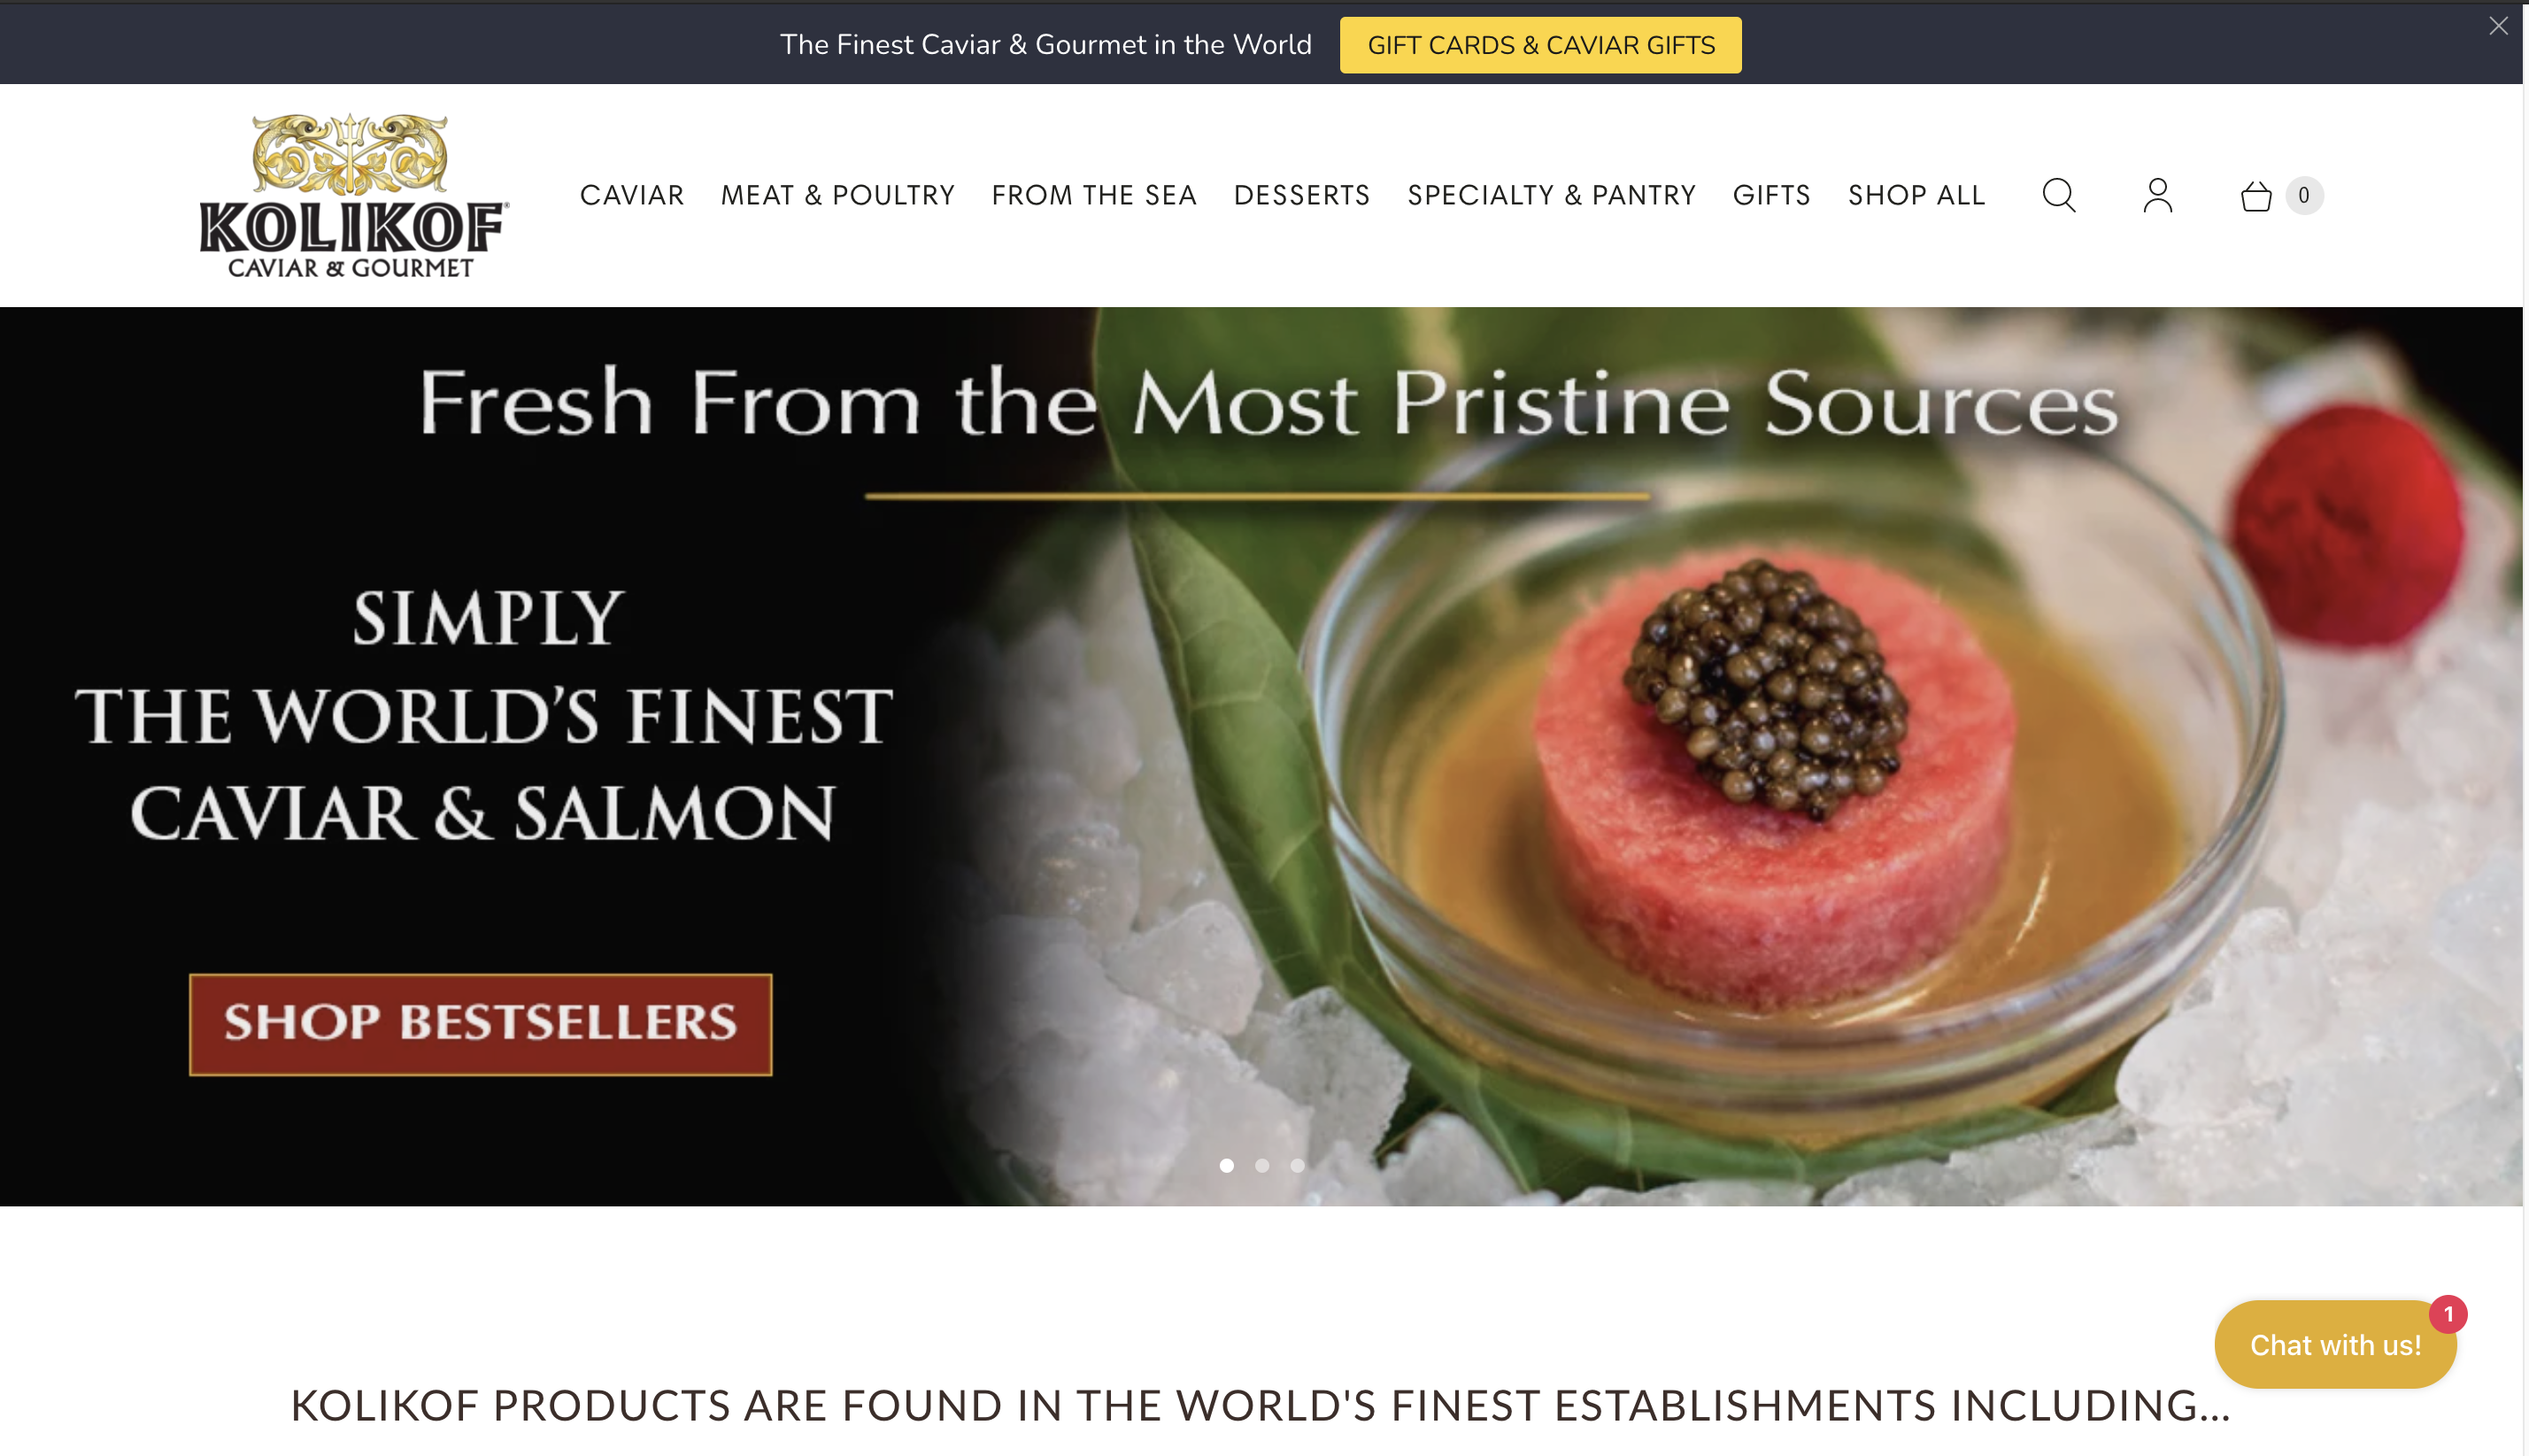 The Finest Caviar & Gourmet in the World
GIFT CARDS & CAVIAR GIFTS
KOLIKOF®
CAVIAR & GOURMET
CAVIAR
MEAT & POULTRY
FROM THE SEA
DESSERTS
SPECIALTY & PANTRY
GIFTS
SHOP ALL
0
Fresh From the Most Pristine Sources
SIMPLY
THE WORLD’S FINEST
CAVIAR & SALMON
SHOP BESTSELLERS
1
Chat with us!
KOLIKOF PRODUCTS ARE FOUND IN THE WORLD'S FINEST ESTABLISHMENTS INCLUDING...